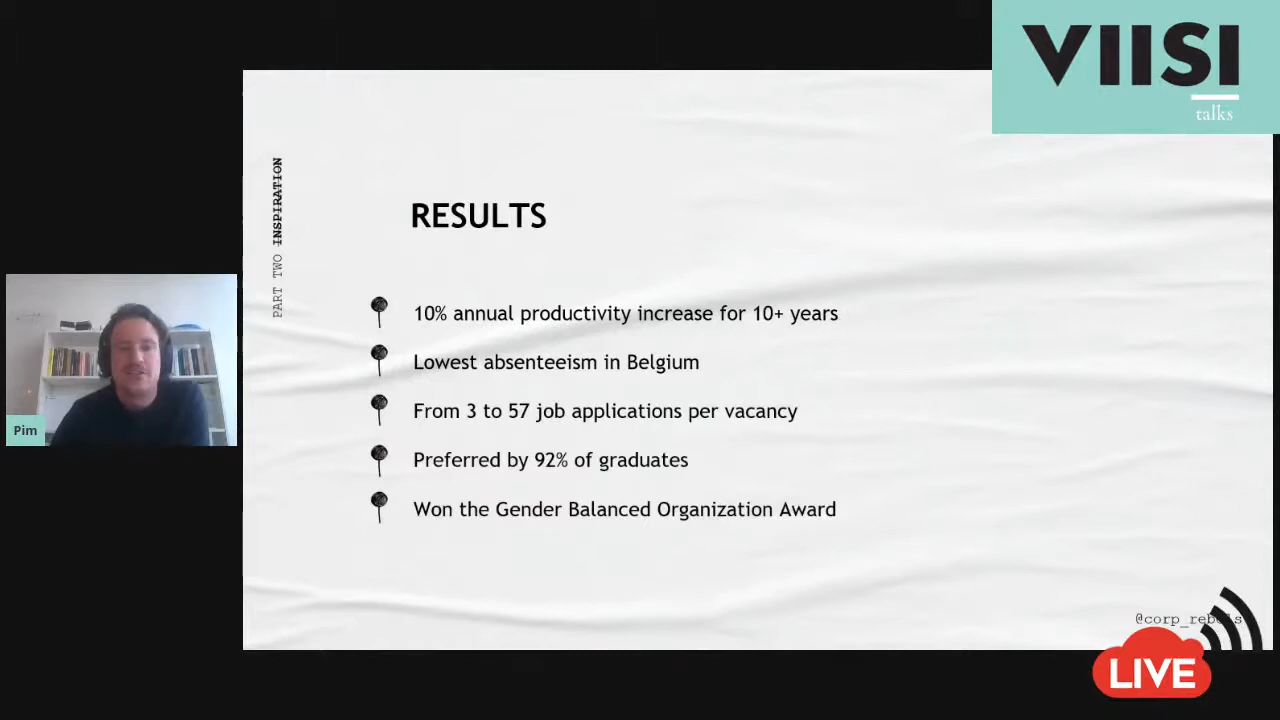 VIISI
talks
PART TWO INSPIRATION
RESULTS
10% annual productivity increase for 10+ years
Lowest absenteeism in Belgium
From 3 to 57 job applications per vacancy
Preferred by 92% of graduates
Won the Gender Balanced Organization Award
Pim
@corp_rebels
LIVE